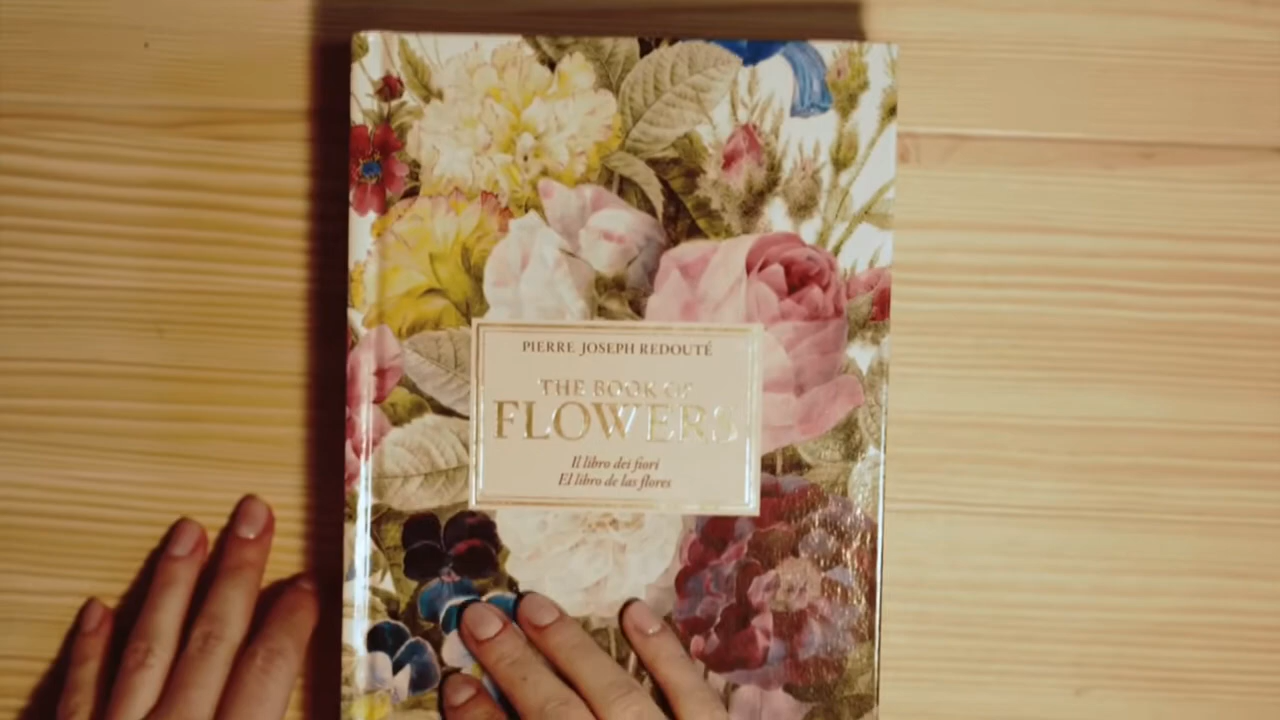 PIERRE JOSEPH REDOUTÉ
THE BOOK OF
FLOWERS
Il libro dei fiori
El libro de las flores